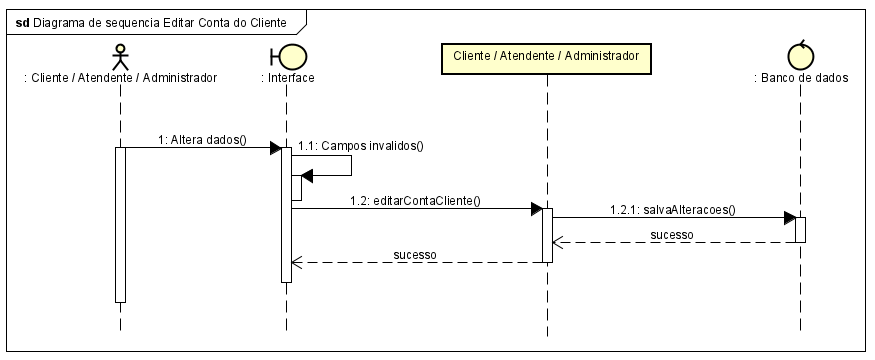 sd Diagrama de sequencia Editar Conta do Cliente
: Cliente / Atendente / Administrador
: Interface
Cliente / Atendente / Administrador
: Banco de dados
1: Altera dados()
1.1: Campos invalidos()
1.2: editarContaCliente()
1.2.1: salvaAlteracoes()
sucesso
sucesso